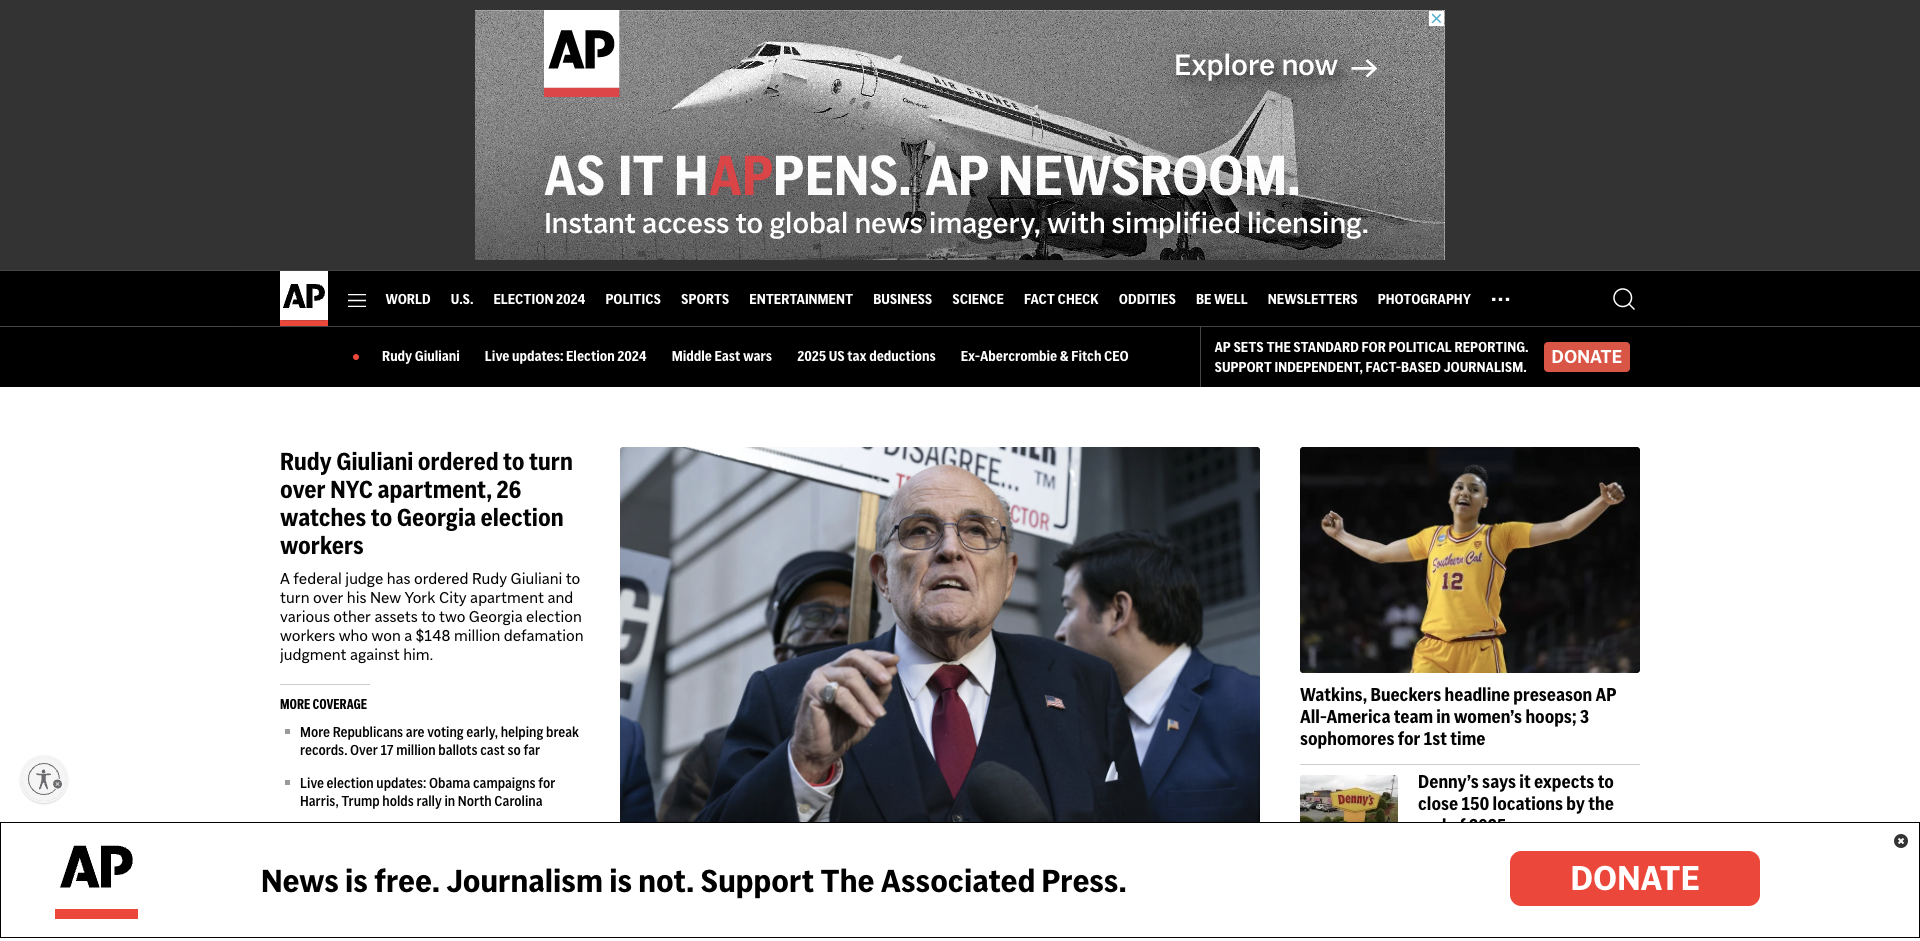 AP
Explore now →
AIR FRANCE
AS IT HAPPENS. AP NEWSROOM.
Instant access to global news imagery, with simplified licensing.
AP
WORLD U.S. ELECTION 2024 POLITICS SPORTS ENTERTAINMENT BUSINESS SCIENCE FACT CHECK ODDITIES BE WELL NEWSLETTERS PHOTOGRAPHY ...
Rudy Giuliani Live updates: Election 2024 Middle East wars 2025 US tax deductions Ex-Abercrombie & Fitch CEO
AP SETS THE STANDARD FOR POLITICAL REPORTING.
SUPPORT INDEPENDENT, FACT-BASED JOURNALISM.
DONATE
Rudy Giuliani ordered to turn
over NYC apartment, 26
watches to Georgia election
workers
A federal judge has ordered Rudy Giuliani to
turn over his New York City apartment and
various other assets to two Georgia election
workers who won a $148 million defamation
judgment against him.
MORE COVERAGE
More Republicans are voting early, helping break
records. Over 17 million ballots cast so far
Live election updates: Obama campaigns for
Harris, Trump holds rally in North Carolina
DISAGREE...
TM
Southern Cal
12
Watkins, Bueckers headline preseason AP
All-America team in women's hoops; 3
sophomores for 1st time
Denny's
Denny's says it expects to
close 150 locations by the
AP
News is free. Journalism is not. Support The Associated Press.
DONATE